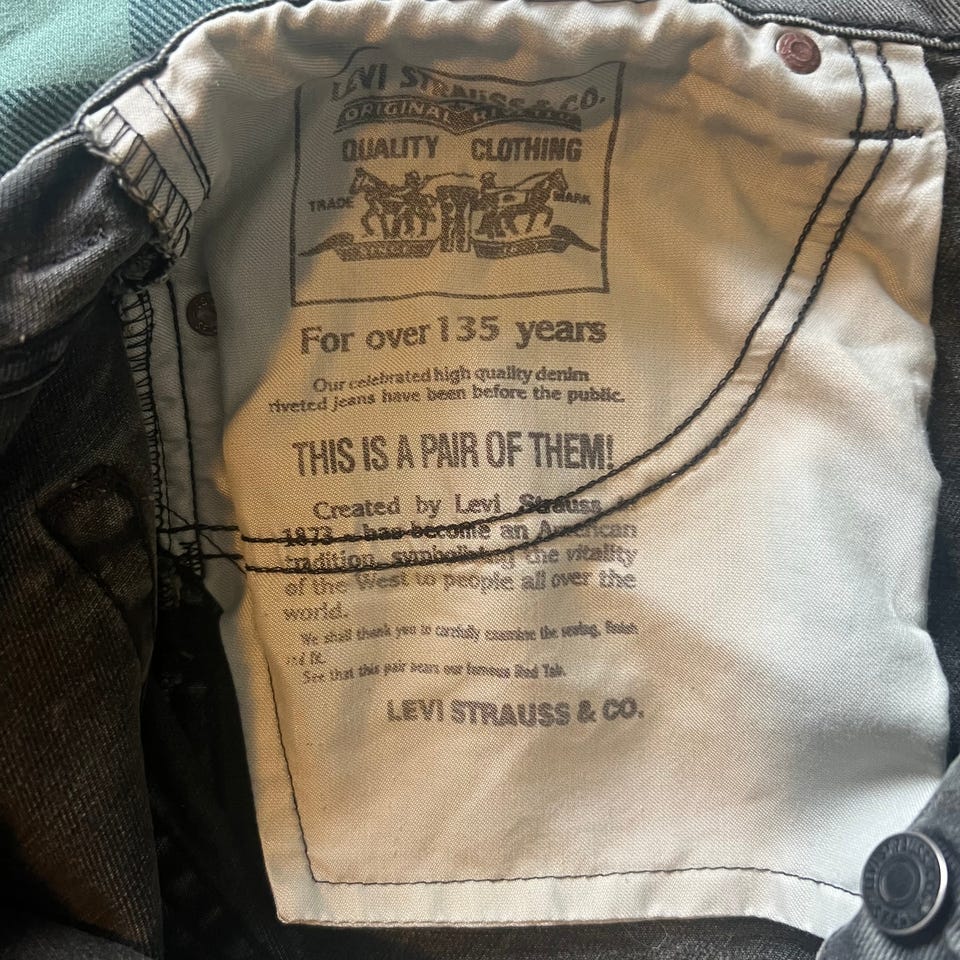 LEVI STRAUSS & CO.
ORIGINAL
QUALITY CLOTHING
TRADE MARK
For over 135 years
Our celebrated high quality denim
riveted jeans have been before the public.
THIS IS A PAIR OF THEM!
Created by Levi Strauss in
1873 - has become an American
tradition, symbolizing the vitality
of the West to people all over the
world.
We shall thank you to carefully examine the sewing, finish
and fit.
See that this pair bears our famous Red Tab.
LEVI STRAUSS & CO.